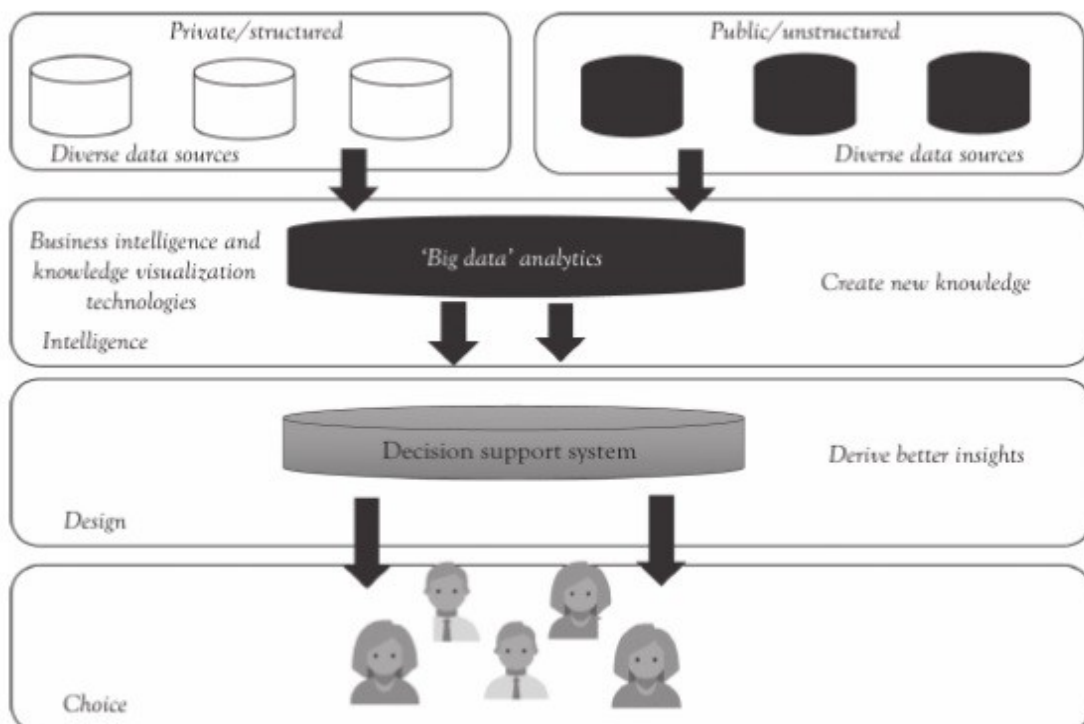 Private/structured
Public/unstructured
Diverse data sources
Diverse data sources
Business intelligence and
knowledge visualization
technologies
‘Big data’ analytics
Create new knowledge
Intelligence
Decision support system
Derive better insights
Design
Choice